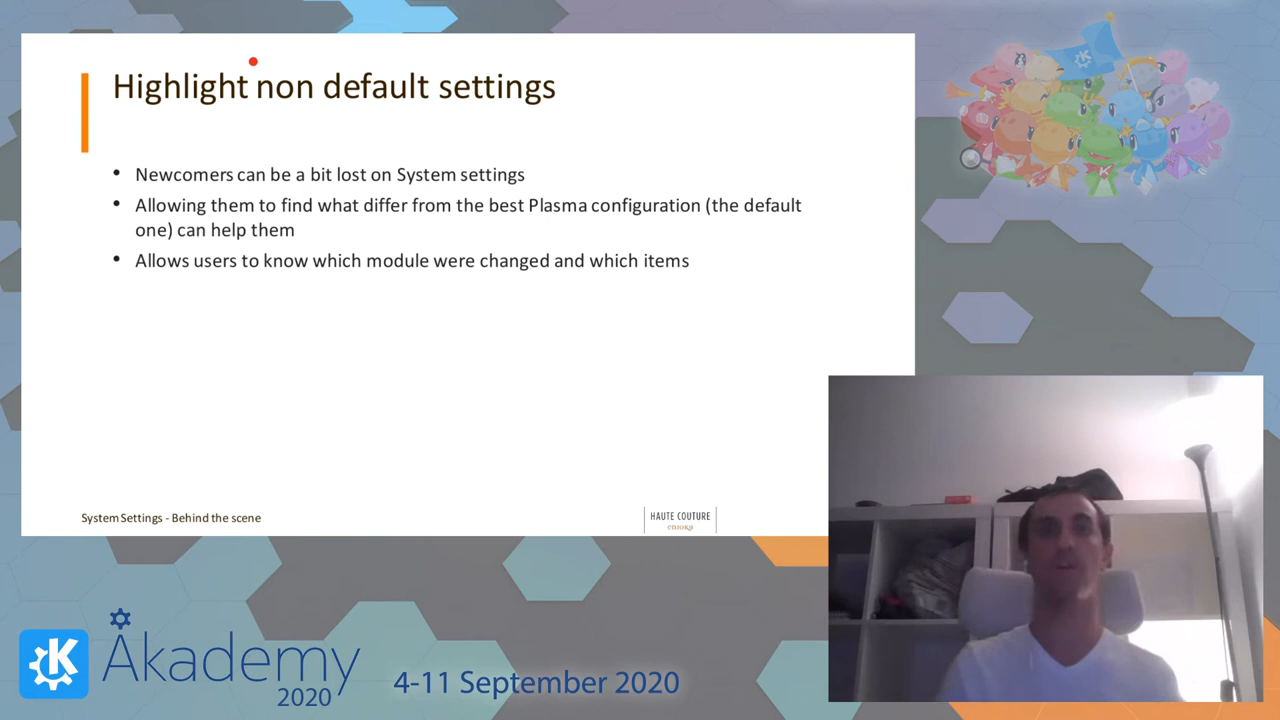 Highlight non default settings
• Newcomers can be a bit lost on System settings
• Allowing them to find what differ from the best Plasma configuration (the default
one) can help them
• Allows users to know which module were changed and which items
System Settings - Behind the scene
HAUTE COUTURE
enioka
Akademy
2020
4-11 September 2020